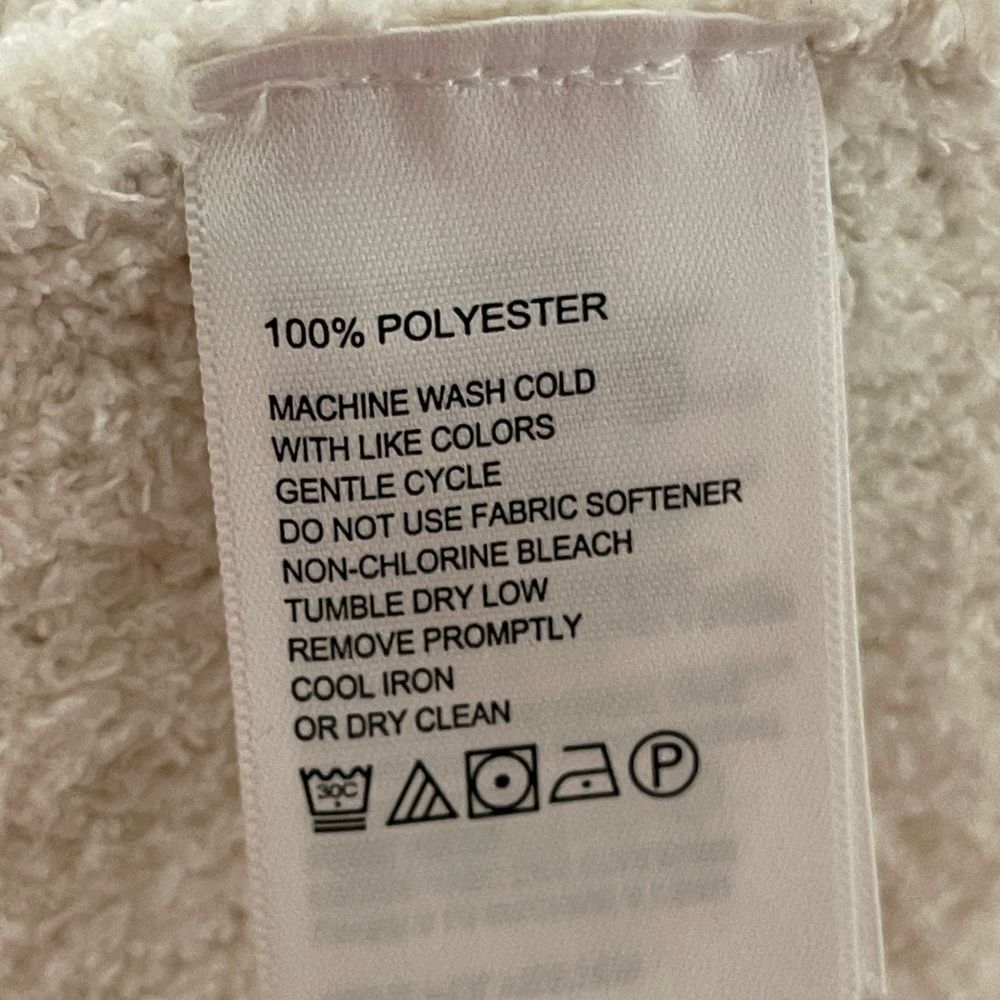 100% POLYESTER
MACHINE WASH COLD
WITH LIKE COLORS
GENTLE CYCLE
DO NOT USE FABRIC SOFTENER
NON-CHLORINE BLEACH
TUMBLE DRY LOW
REMOVE PROMPTLY
COOL IRON
OR DRY CLEAN
30C P